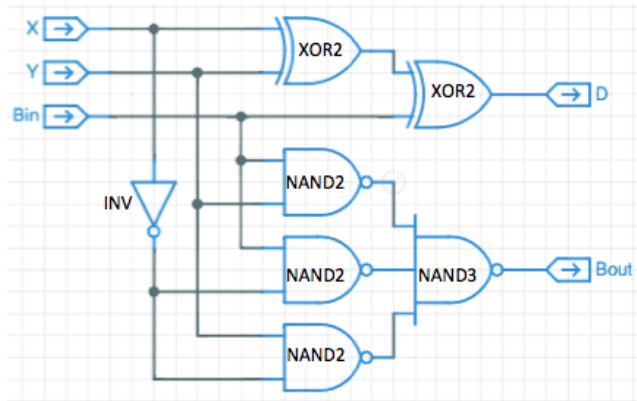 X
XOR2
Y
XOR2
D
Bin
NAND2
INV
NAND2
NAND3
Bout
NAND2